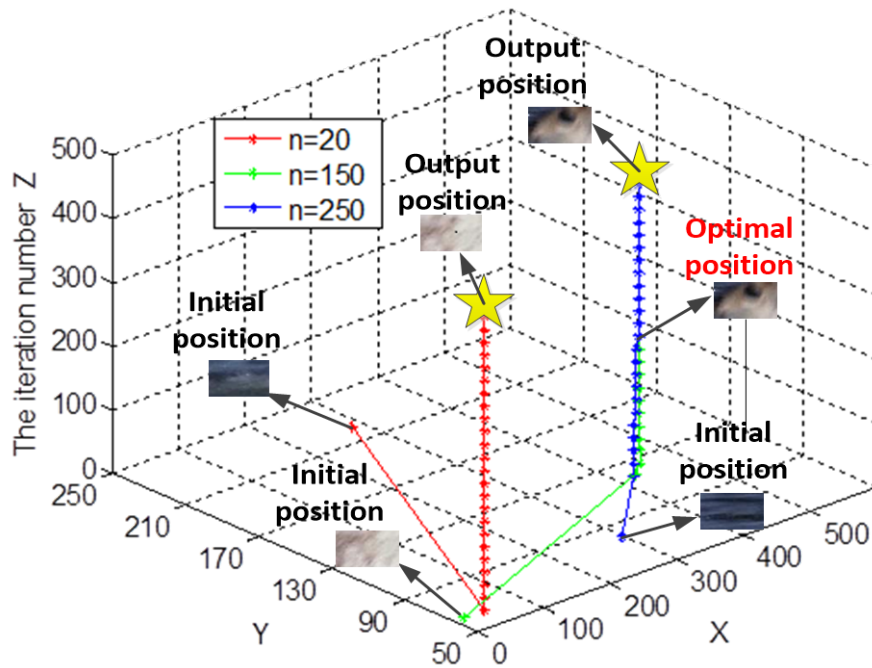 Output
position
500
n=20
n=150
n=250
Output
position
400
Optimal
position
300
Initial
position
200
100
Initial
position
0
Initial
position
250
210
170
130
90
50
0
100
200
300
400
500
The iteration number Z
Y
X